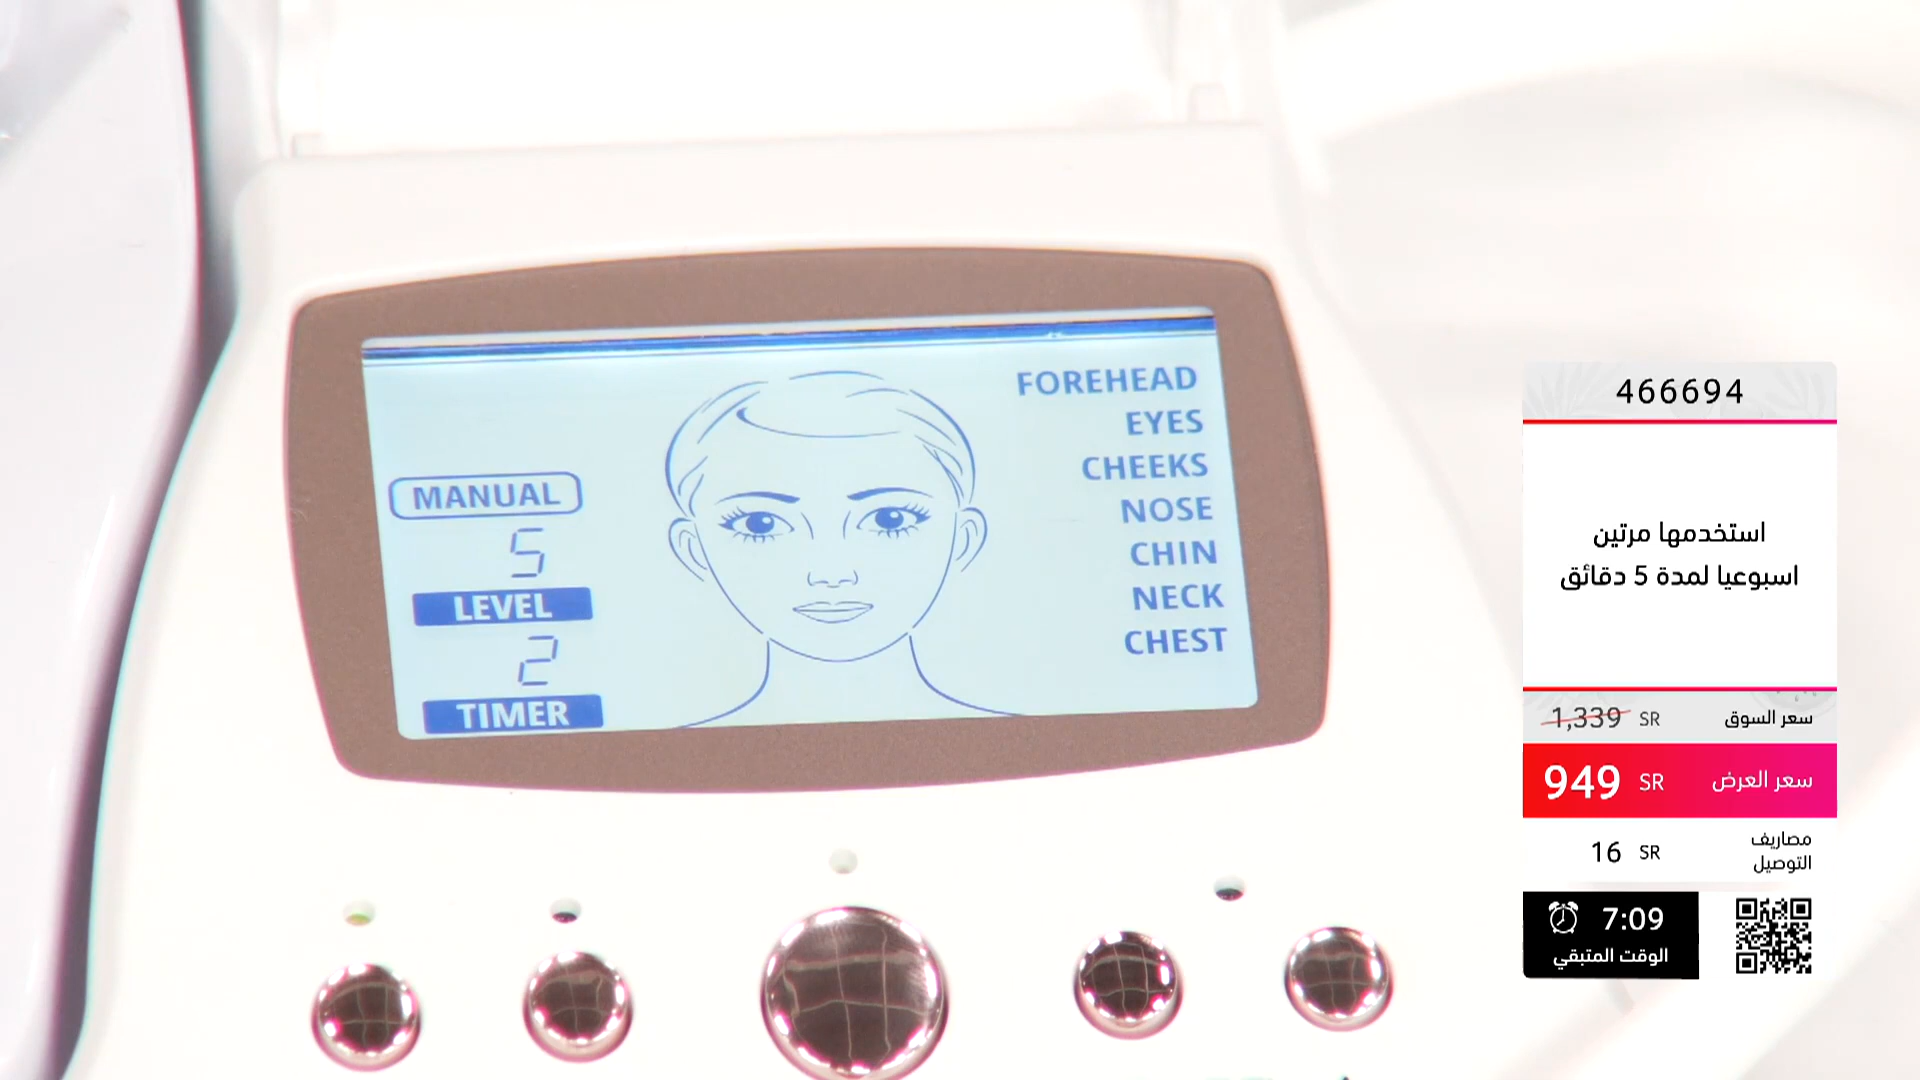 MANUAL
5
LEVEL
2
TIMER
FOREHEAD
EYES
CHEEKS
NOSE
CHIN
NECK
CHEST
466694
استخدمها مرتين
اسبوعيا لمدة 5 دقائق
سعر السوق SR 1,339
سعر العرض SR 949
مصاريف
التوصيل
SR 16
7:09
الوقت المتبقي